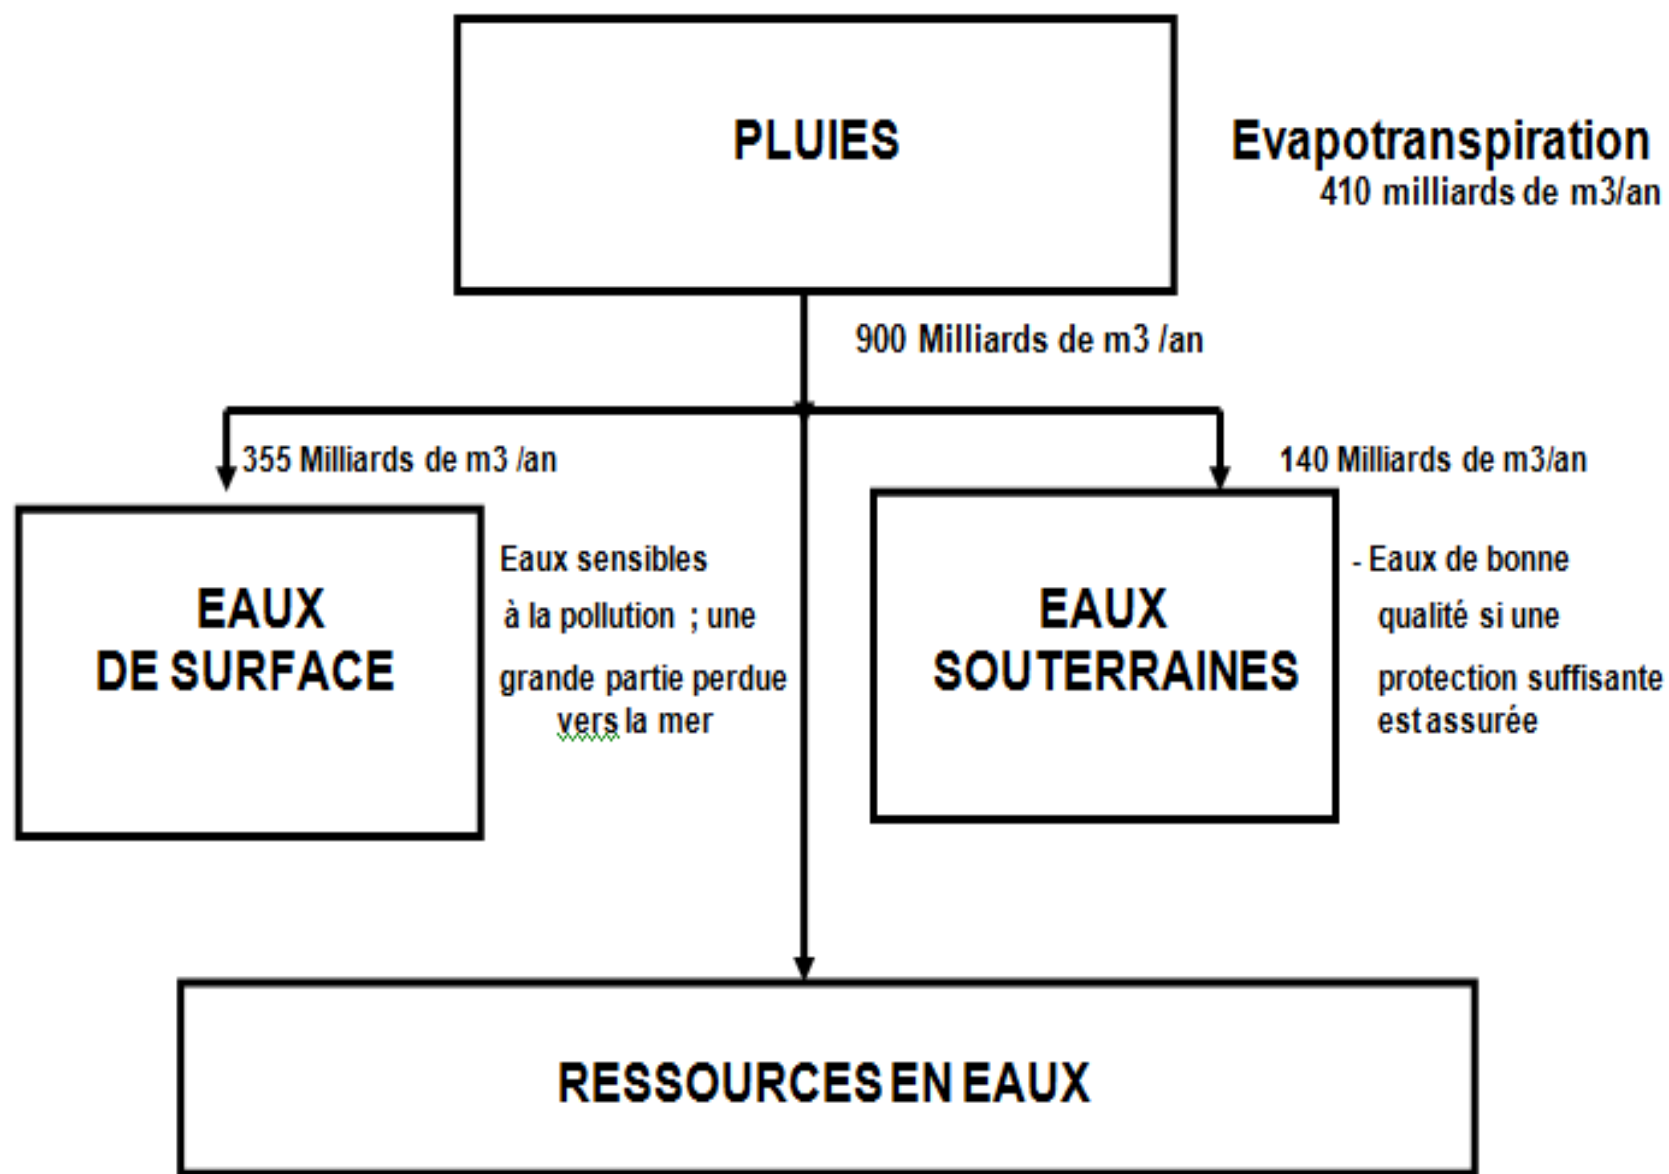 PLUIES
Evapotranspiration
410 milliards de m3/an
900 Milliards de m3 /an
355 Milliards de m3 /an
140 Milliards de m3/an
EAUX
DE SURFACE
Eaux sensibles
à la pollution ; une
grande partie perdue
vers la mer
EAUX
SOUTERRAINES
- Eaux de bonne
qualité si une
protection suffisante
est assurée
RESSOURCES EN EAUX